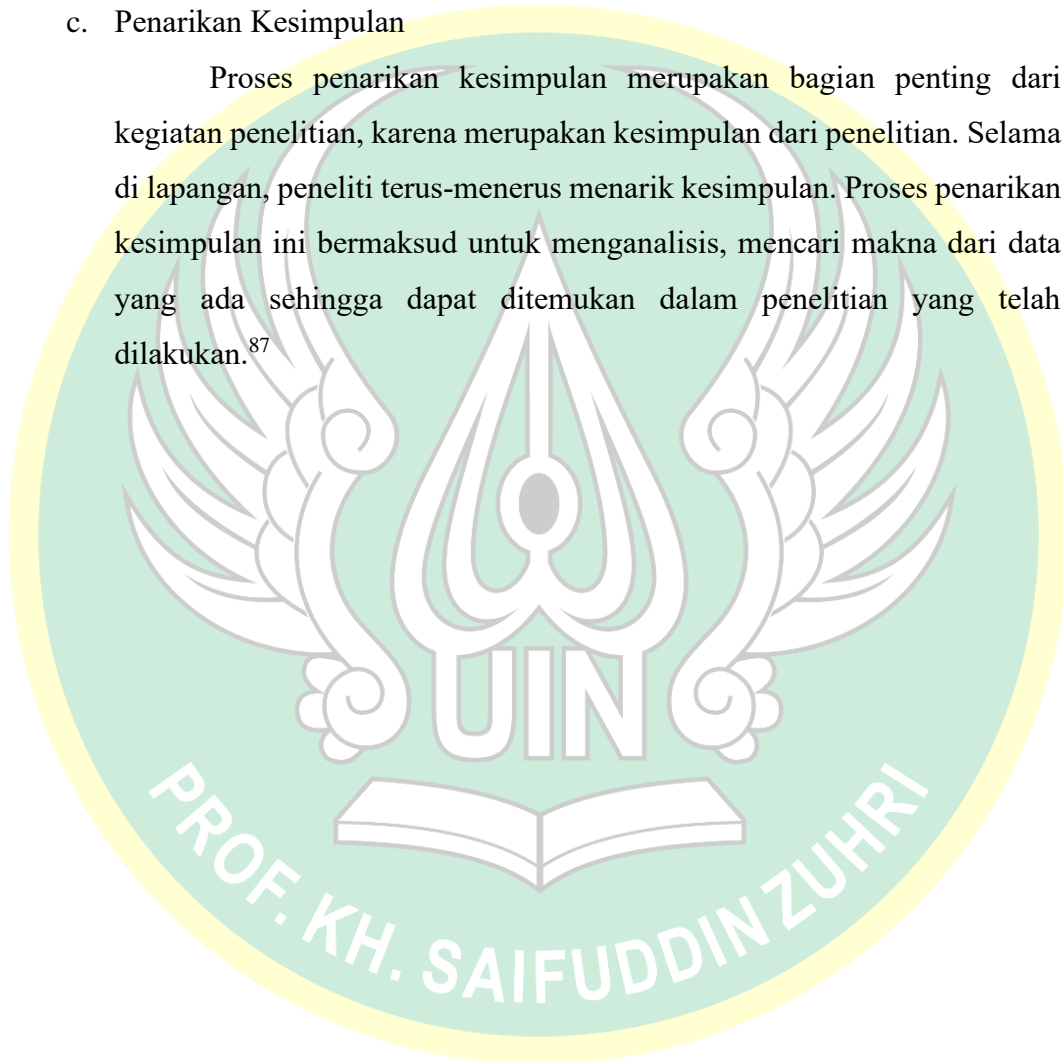 c. Penarikan Kesimpulan
Proses penarikan kesimpulan merupakan bagian penting dari
kegiatan penelitian, karena merupakan kesimpulan dari penelitian. Selama
di lapangan, peneliti terus-menerus menarik kesimpulan. Proses penarikan
kesimpulan ini bermaksud untuk menganalisis, mencari makna dari data
yang ada sehingga dapat ditemukan dalam penelitian yang telah
dilakukan.⁸⁷
UIN
PROF. KH. SAIFUDDIN ZUHRI